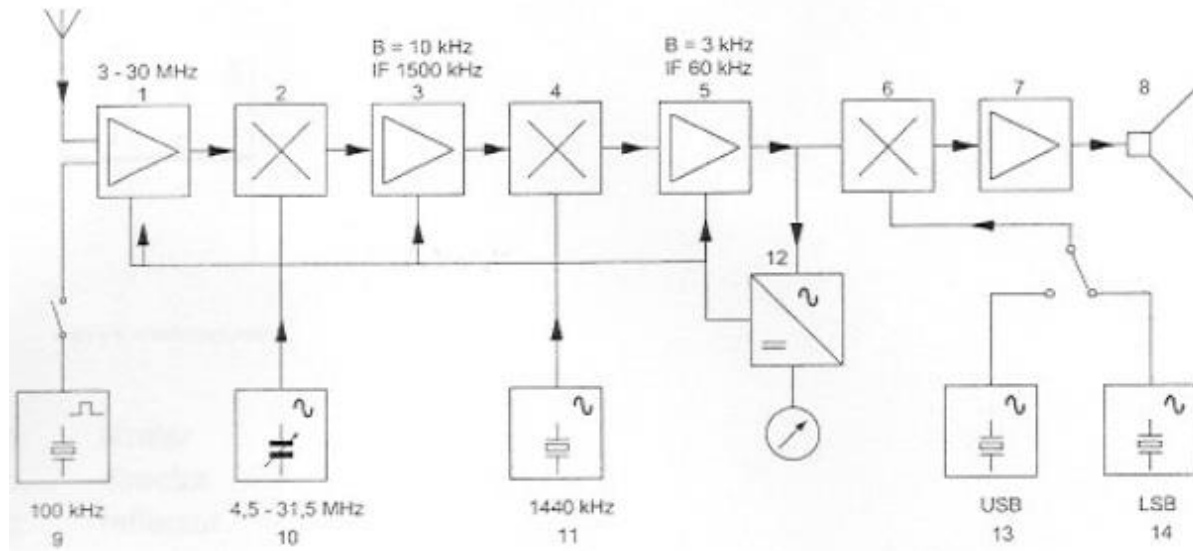 B = 10 kHz
IF 1500 kHz
B = 3 kHz
IF 60 kHz
3 - 30 MHz
1
2
3
4
5
6
7
8
12
100 kHz
9
4,5 - 31,5 MHz
10
1440 kHz
11
USB
13
LSB
14